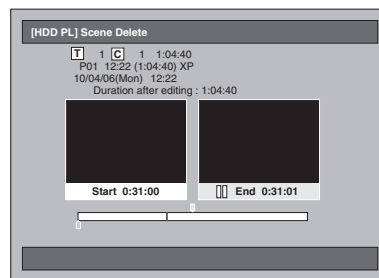 [HDD PL] Scene Delete
T 1 C 1 1:04:40
P01 12:22 (1:04:40) XP
10/04/06(Mon) 12:22
Duration after editing : 1:04:40
Start 0:31:00 End 0:31:01